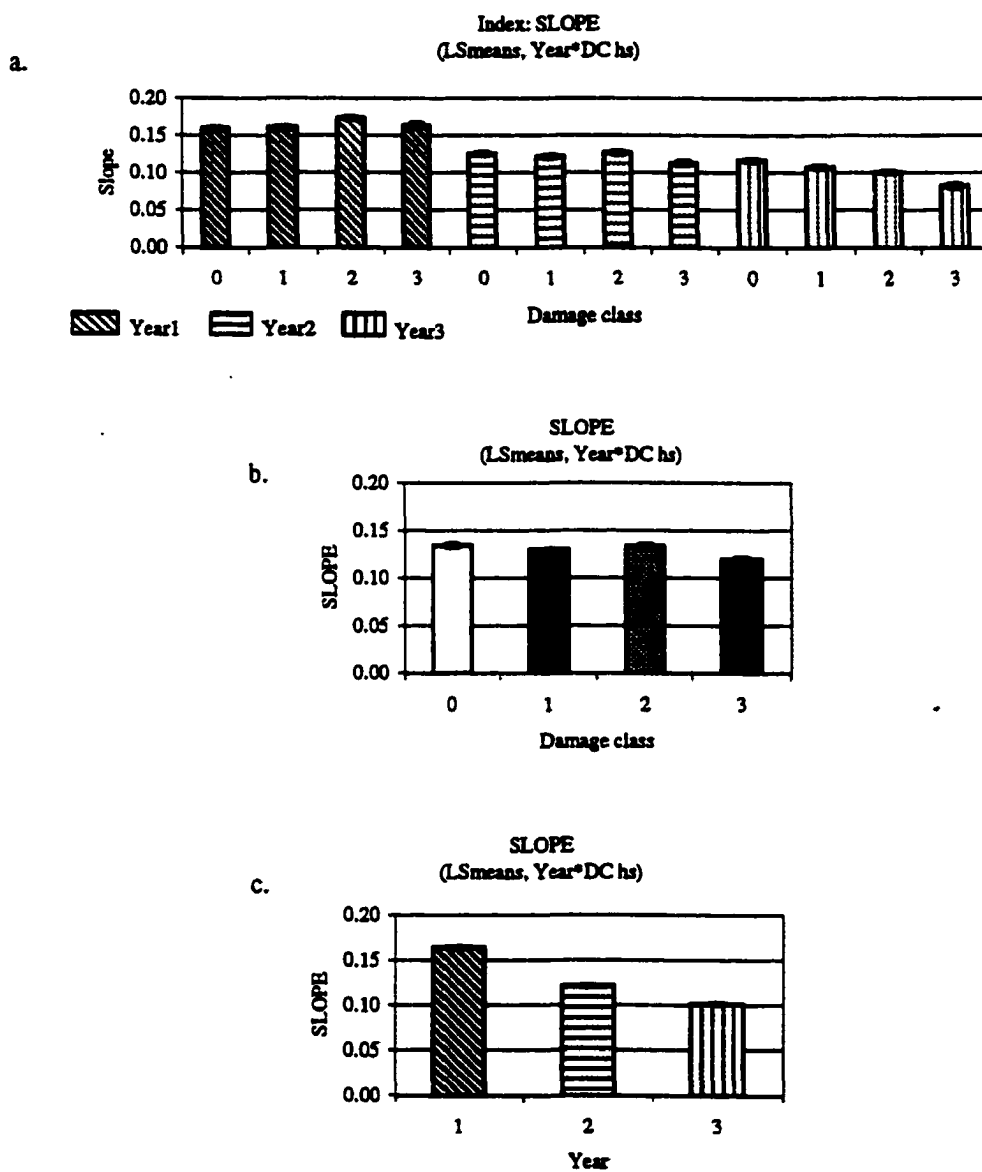 Index: SLOPE
(LSmeans, Year*DC hs)
a.
0.20
0.15
0.10
0.05
0.00
Slope
0 1 2 3 0 1 2 3 0 1 2 3
Damage class
Year1 Year2 Year3
SLOPE
(LSmeans, Year*DC hs)
b.
0.20
0.15
0.10
0.05
0.00
SLOPE
0 1 2 3
Damage class
SLOPE
(LSmeans, Year*DC hs)
c.
0.20
0.15
0.10
0.05
0.00
SLOPE
1 2 3
Year